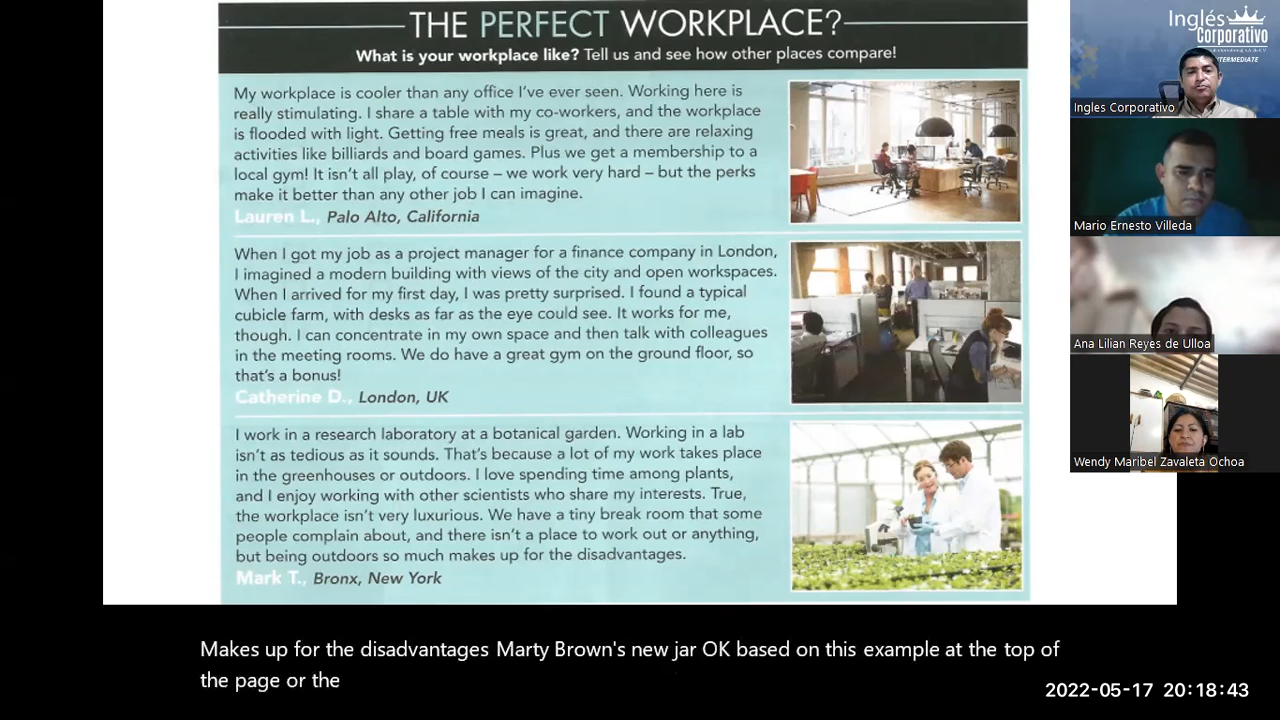 THE PERFECT WORKPLACE?
What is your workplace like? Tell us and see how other places compare!
My workplace is cooler than any office I've ever seen. Working here is
really stimulating. I share a table with my co-workers, and the workplace
is flooded with light. Getting free meals is great, and there are relaxing
activities like billiards and board games. Plus we get a membership to a
local gym! It isn't all play, of course – we work very hard – but the perks
make it better than any other job I can imagine.
Lauren L., Palo Alto, California
When I got my job as a project manager for a finance company in London,
I imagined a modern building with views of the city and open workspaces.
When I arrived for my first day, I was pretty surprised. I found a typical
cubicle farm, with desks as far as the eye could see. It works for me,
though. I can concentrate in my own space and then talk with colleagues
in the meeting rooms. We do have a great gym on the ground floor, so
that's a bonus!
Catherine D., London, UK
I work in a research laboratory at a botanical garden. Working in a lab
isn't as tedious as it sounds. That's because a lot of my work takes place
in the greenhouses or outdoors. I love spending time among plants,
and I enjoy working with other scientists who share my interests. True,
the workplace isn't very luxurious. We have a tiny break room that some
people complain about, and there isn't a place to work out or anything,
but being outdoors so much makes up for the disadvantages.
Mark T., Bronx, New York
Inglés
Corporativo
INTERMEDIATE
Ingles Corporativo
Mario Ernesto Villeda
Ana Lilian Reyes de Ulloa
Wendy Maribel Zavaleta Ochoa
Makes up for the disadvantages Marty Brown's new jar OK based on this example at the top of
the page or the
2022-05-17 20:18:43